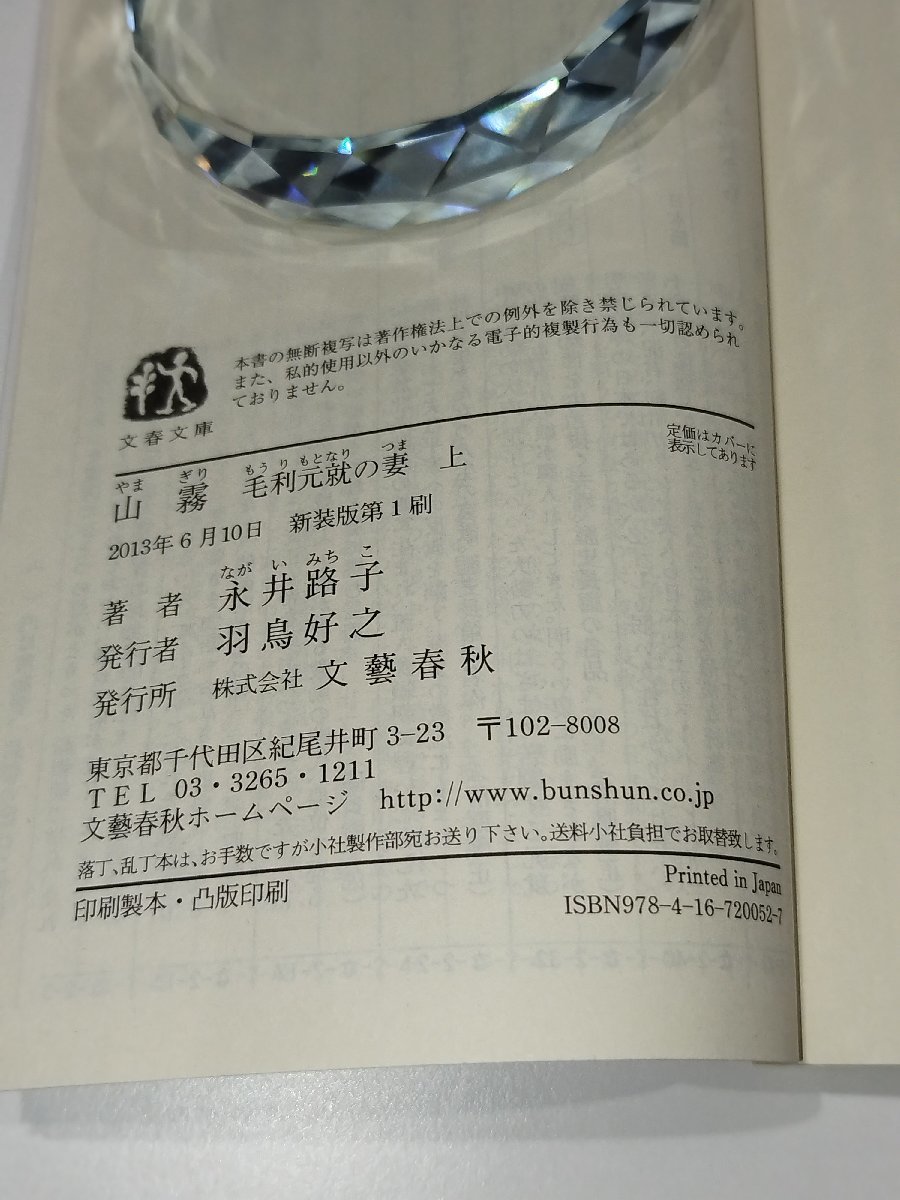 本書の無断複写は著作権法上での例外を除き禁じられています。
また、私的使用以外のいかなる電子的複製行為も一切認められ
ておりません。
文春文庫
定価はカバーに
表示してあります
やま ぎり もうり もとなり つま
山霧 毛利元就の妻 上
2013年6月10日 新装版第1刷
なが い みち こ
著者 永井路子
発行者 羽鳥好之
発行所 株式会社 文藝春秋
東京都千代田区紀尾井町 3-23 〒102-8008
TEL 03・3265・1211
文藝春秋ホームページ http://www.bunshun.co.jp
落丁、乱丁本は、お手数ですが小社製作部宛お送り下さい。送料小社負担でお取替致します。
印刷製本・凸版印刷
Printed in Japan
ISBN978-4-16-720052-7